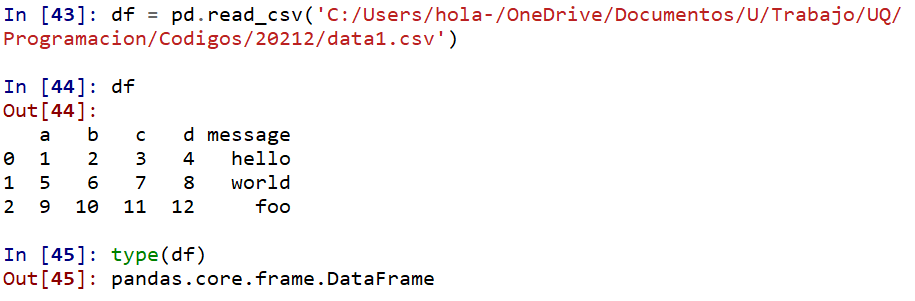 In [43]: df = pd.read_csv('C:/Users/hola-/OneDrive/Documentos/U/Trabajo/UQ/
Programacion/Codigos/20212/data1.csv')
In [44]: df
Out[44]:
   a   b   c   d message
0  1   2   3   4   hello
1  5   6   7   8   world
2  9  10  11  12     foo
In [45]: type(df)
Out[45]: pandas.core.frame.DataFrame